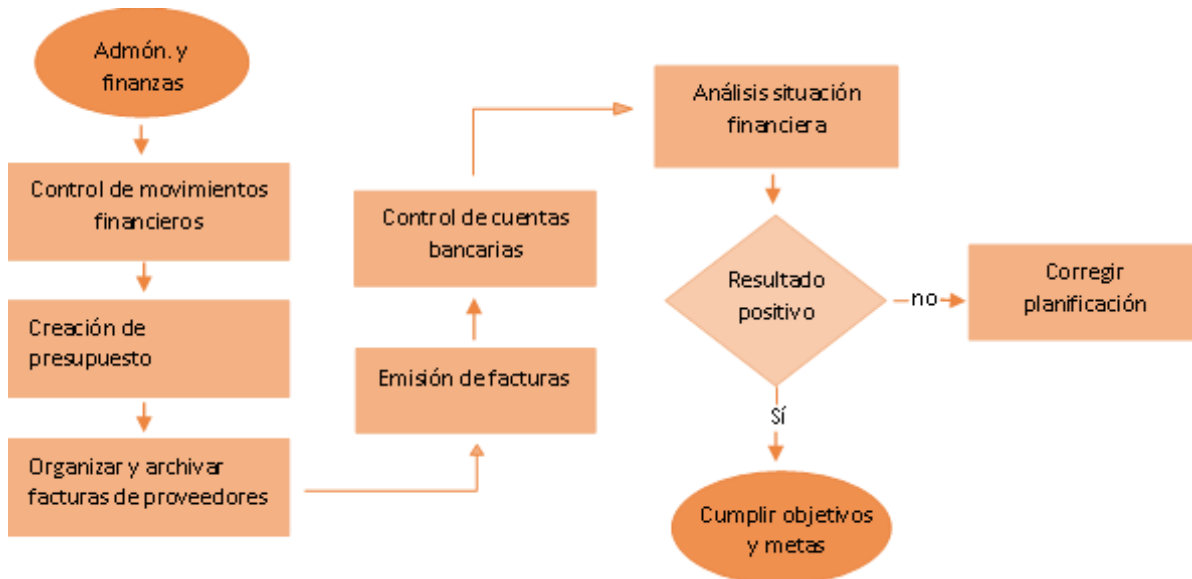 Admón. y
finanzas
Control de movimientos
financieros
Creación de
presupuesto
Organizar y archivar
facturas de proveedores
Emisión de facturas
Control de cuentas
bancarias
Análisis situación
financiera
Resultado
positivo
no
Corregir
planificación
Sí
Cumplir objetivos
y metas